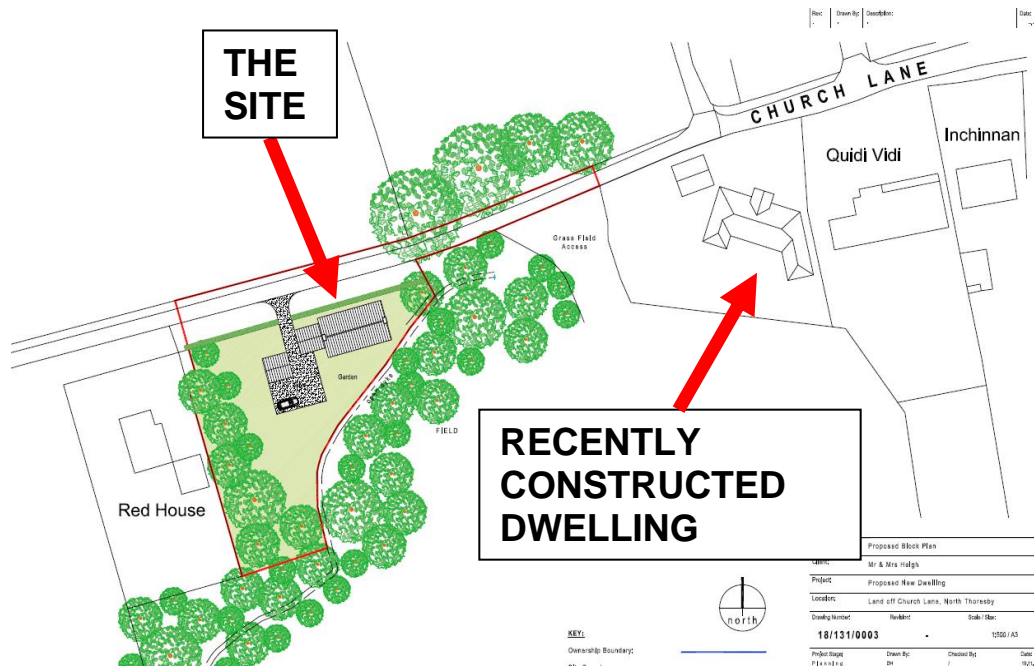 Rev: Drawn By: Description: Date:
THE
SITE
CHURCH LANE
Inchinnan
Quidi Vidi
Grass Field
Access
Garden
FIELD
RECENTLY
CONSTRUCTED
DWELLING
Red House
Proposed Block Plan
Client:
Mr & Mrs Haigh
Project:
Proposed New Dwelling
Location:
Land off Church Lane, North Thoresby
Drawing Number: Revision: Scale / Size:
18/131/0003 - 1:500 / A3
Project Stage: Drawn By: Checked By: Date:
Planning DH /
north
KEY:
Ownership Boundary: